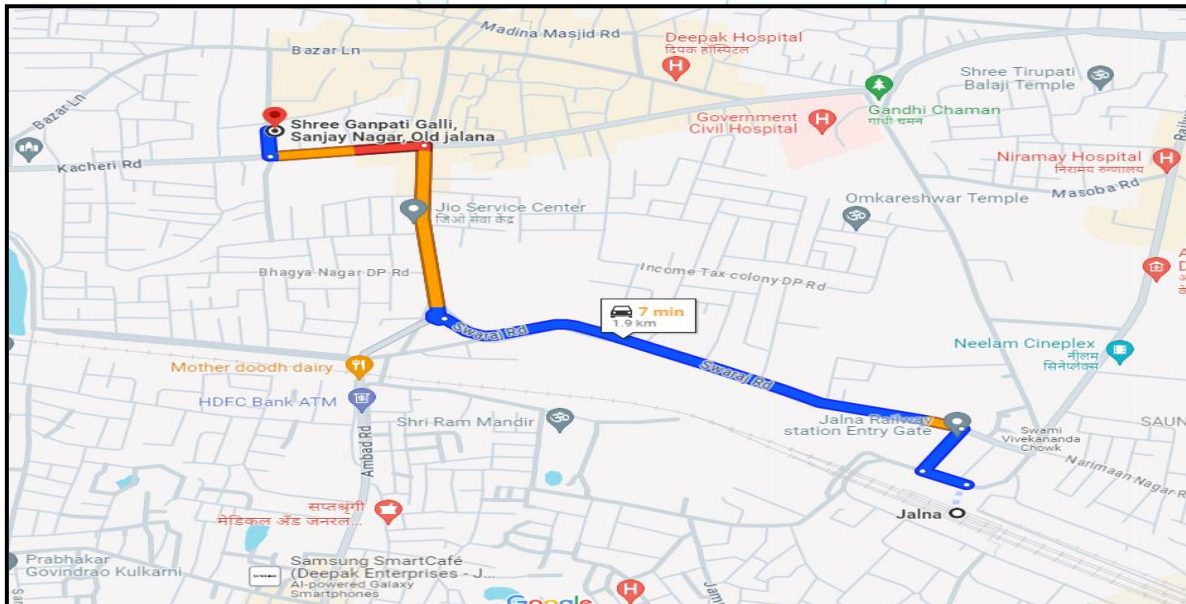 Madina Masjid Rd
Bazar Ln
Deepak Hospital
दिपक हॉस्पिटल
Shree Tirupati
Balaji Temple
Gandhi Chaman
गांधी चमन
Government
Civil Hospital
Bazar Ln
Shree Ganpati Galli,
Sanjay Nagar, Old jalana
Kacheri Rd
Niramay Hospital
निरामय रुग्णालय
Masoba Rd
Omkareshwar Temple
Jio Service Center
जिओ सेवा केंद्र
Bhagya Nagar DP Rd
Income Tax colony DP Rd
7 min
1.9 km
Swaraj Rd
Swaraj Rd
Neelam Cineplex
नीलम
सिनेप्लेक्स
Mother doodh dairy
HDFC Bank ATM
Shri Ram Mandir
Ambad Rd
Jalna Railway
station Entry Gate
Swami
Vivekananda
Chowk
SAUN
Narimaan Nagar R
Jalna
सप्तश्रृंगी
मेडिकल अँड जनरल...
Prabhakar
Govindrao Kulkarni
Samsung SmartCafé
(Deepak Enterprises - J...
AI-powered Galaxy
Smartphones
Google